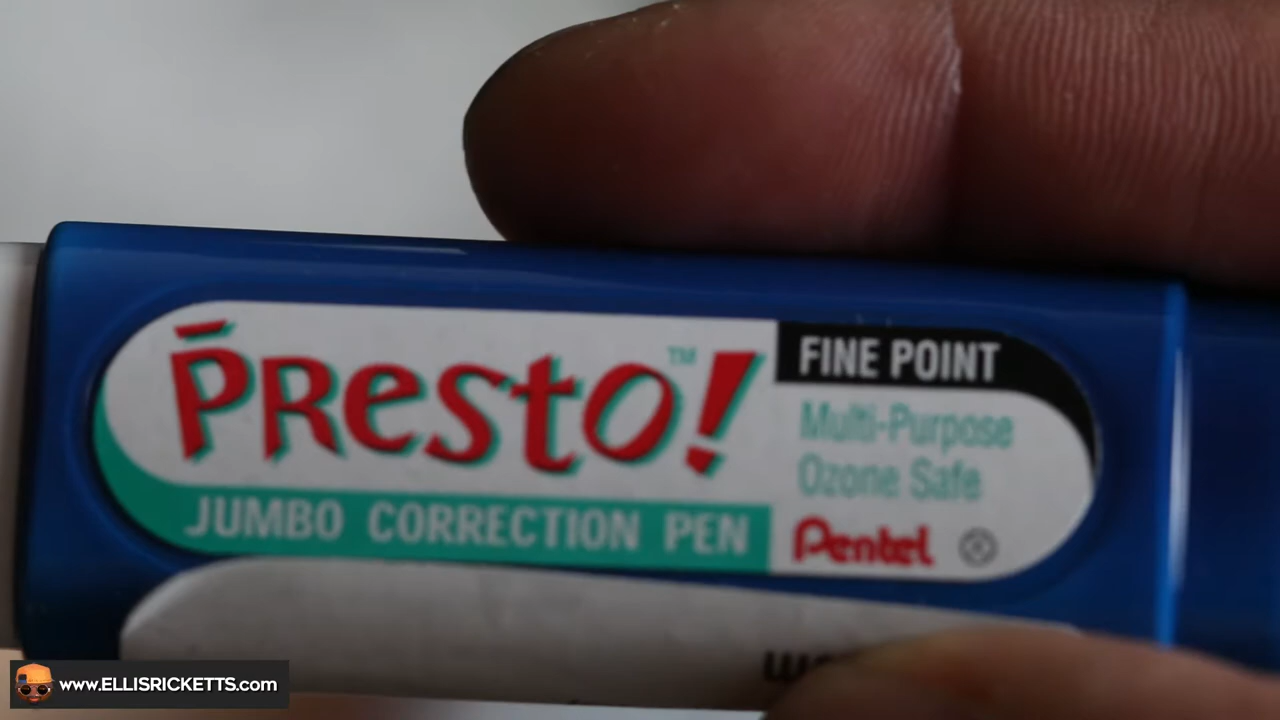 Presto!™
JUMBO CORRECTION PEN
FINE POINT
Multi-Purpose
Ozone Safe
Pentel
www.ELLISRICKETTS.com